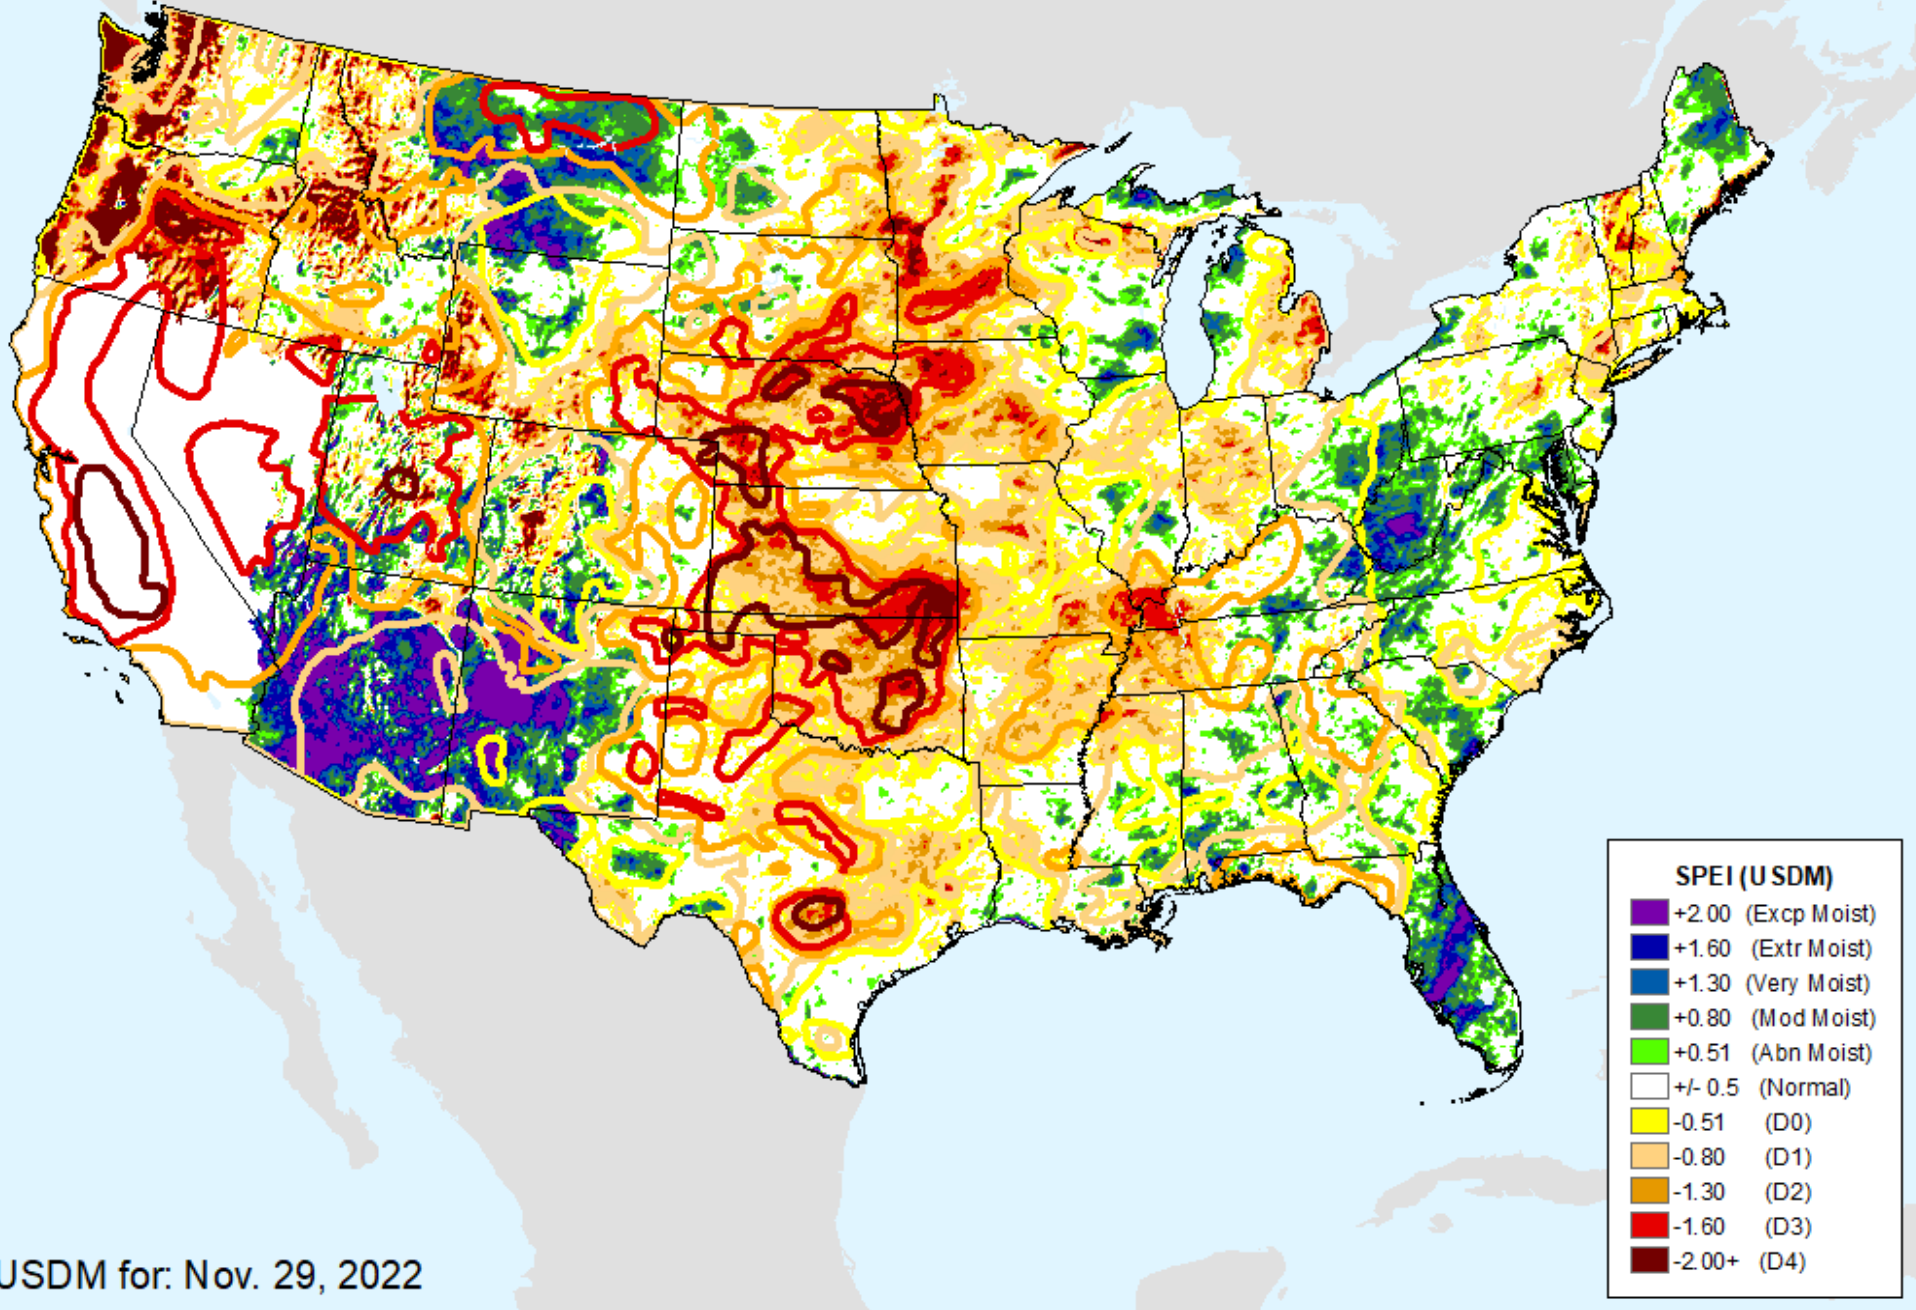 SPEI (USDM)
+2.00 (Excp Moist)
+1.60 (Extr Moist)
+1.30 (Very Moist)
+0.80 (Mod Moist)
+0.51 (Abn Moist)
+/- 0.5 (Normal)
-0.51 (D0)
-0.80 (D1)
-1.30 (D2)
-1.60 (D3)
-2.00+ (D4)
USDM for: Nov. 29, 2022